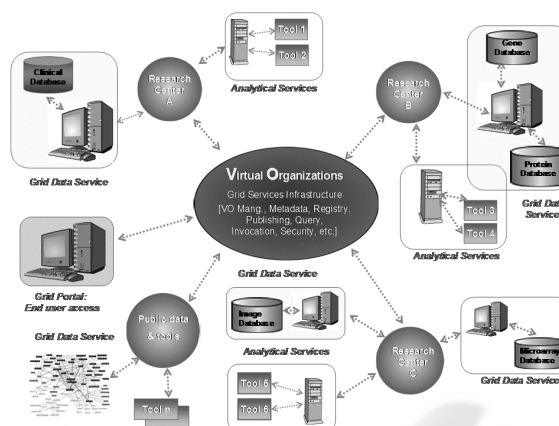 Clinical
Database
Grid Data Service
Research
Center
A
Tool 1
Tool 2
Analytical Services
Research
Center
B
Gene
Database
Protein
Database
Grid Data
Service
Tool 3
Tool 4
Analytical Services
Virtual Organizations
Grid Services Infrastructure
[VO Mang., Metadata, Registry,
Publishing, Query,
Invocation, Security, etc.]
Grid Portal:
End user access
Grid Data Service
Public data
& tools
Tool n
Grid Data Service
Image
Database
Analytical Services
Tool 5
Tool 6
Research
Center
C
Microarray
Database
Grid Data Service